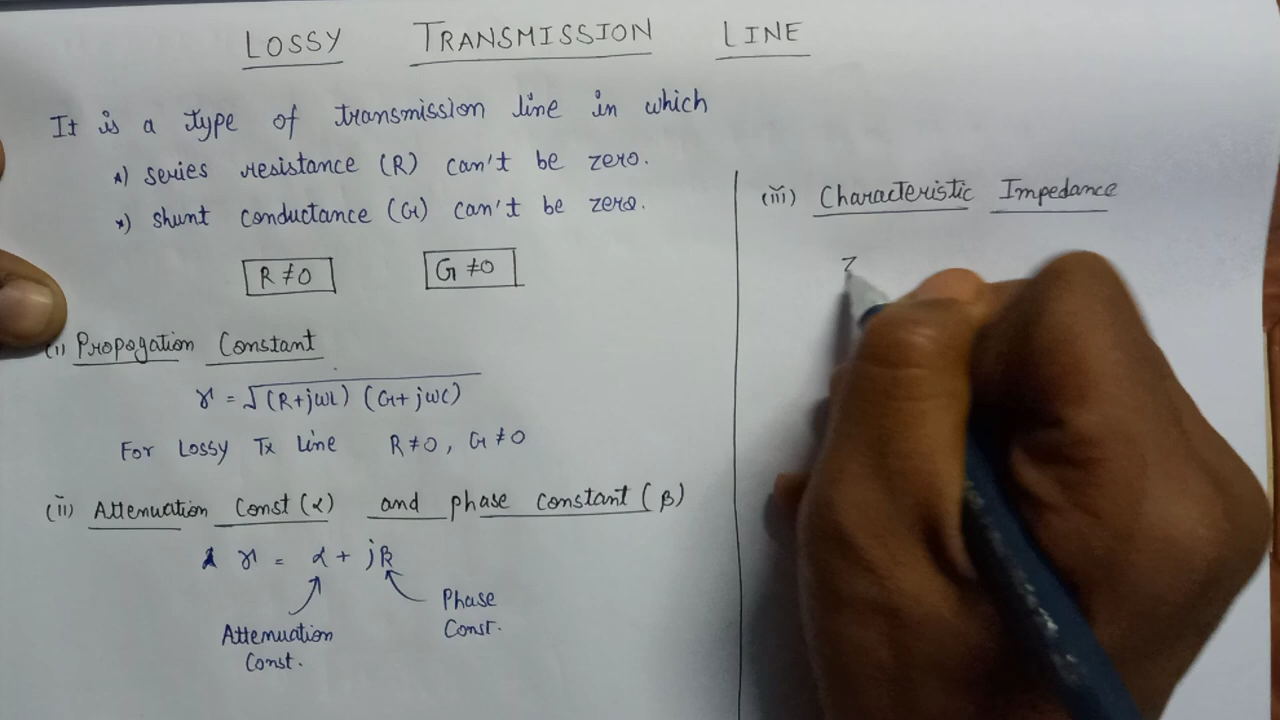 LOSSY TRANSMISSION LINE
It is a type of transmission line in which
*) series resistance (R) can't be zero.
*) shunt conductance (G) can't be zero.
R ≠ 0
G ≠ 0
(i) Propagation Constant
γ = √(R+jωL) (G+jωC)
For Lossy Tx Line R ≠ 0, G ≠ 0
(ii) Attenuation Const (α) and phase constant (β)
γ = α + jβ
Attenuation
Const.
Phase
Const.
(iii) Characteristic Impedance
Z